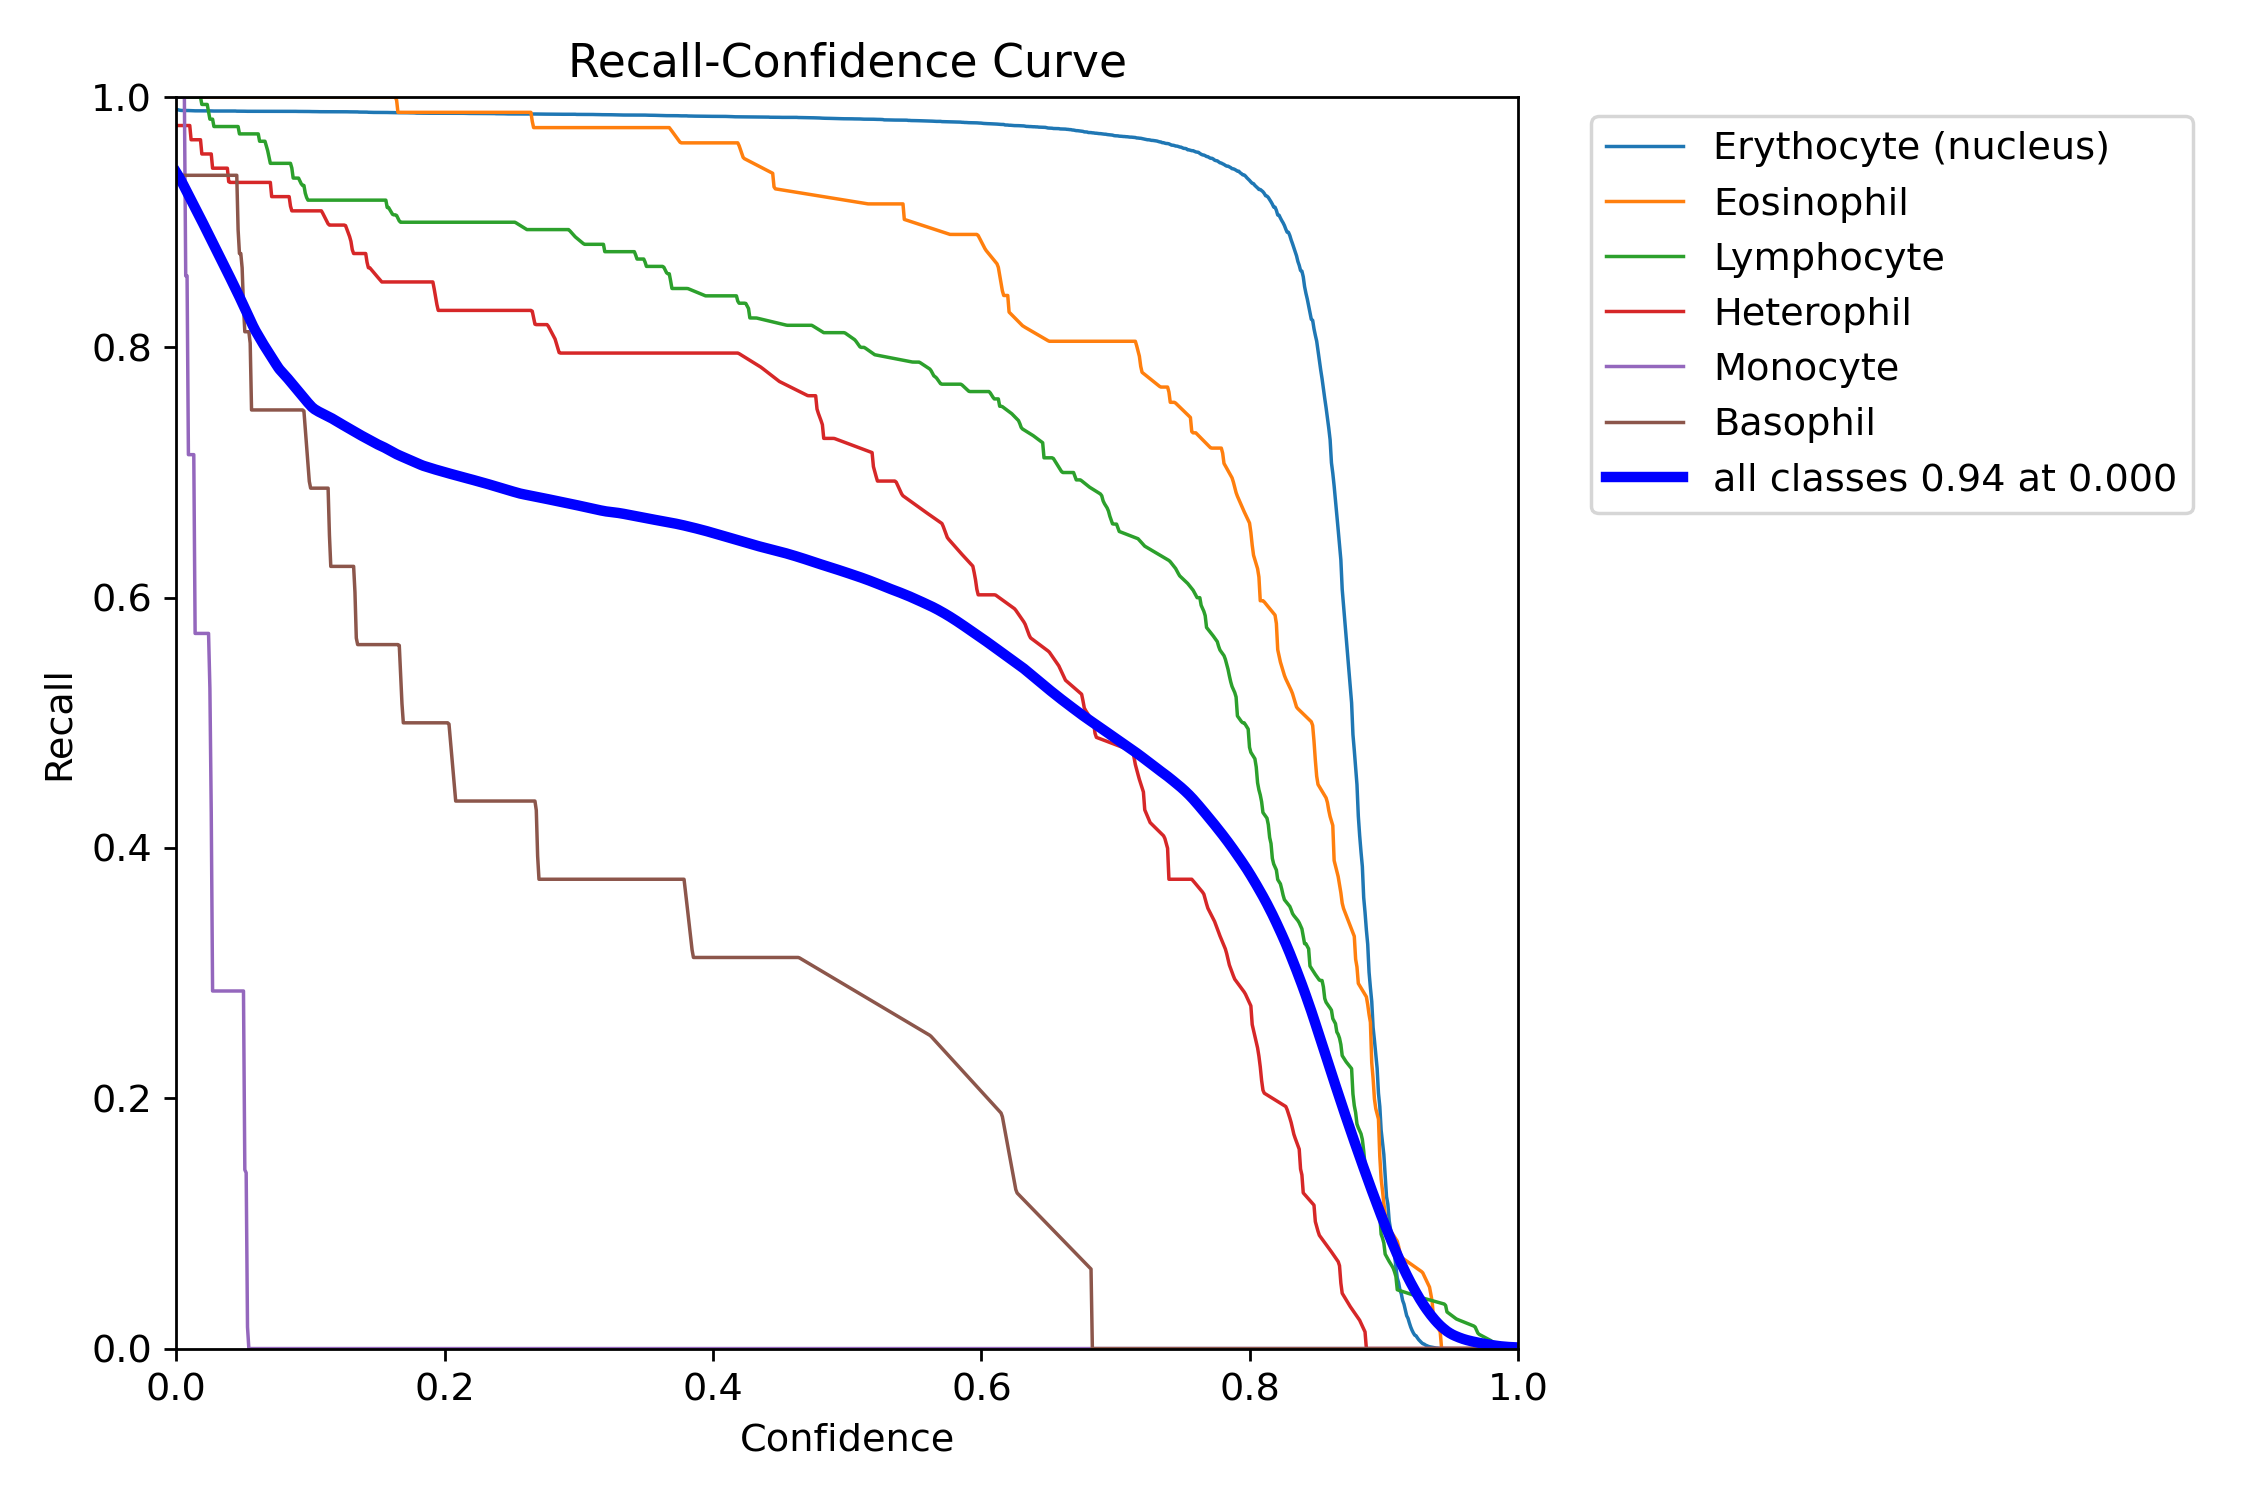 Recall-Confidence Curve
1.0
0.8
0.6
0.4
0.2
0.0
Recall
0.0 0.2 0.4 0.6 0.8 1.0
Confidence
Erythocyte (nucleus)
Eosinophil
Lymphocyte
Heterophil
Monocyte
Basophil
all classes 0.94 at 0.000